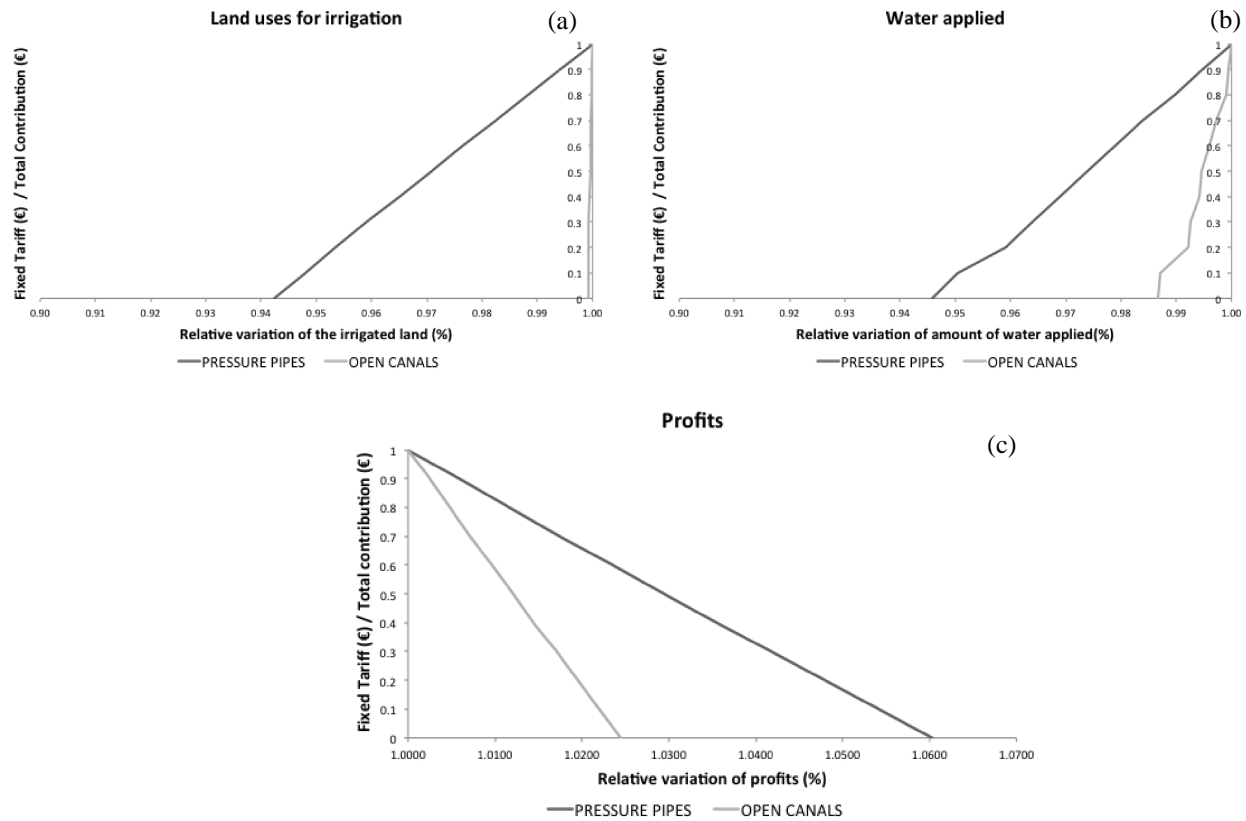 Land uses for irrigation
(a)
Fixed Tariff (€) / Total Contribution (€)
1
0.9
0.8
0.7
0.6
0.5
0.4
0.3
0.2
0.1
0
0.90 0.91 0.92 0.93 0.94 0.95 0.96 0.97 0.98 0.99 1.00
Relative variation of the irrigated land (%)
PRESSURE PIPES OPEN CANALS
Water applied
(b)
Fixed Tariff (€) / Total Contribution (€)
1
0.9
0.8
0.7
0.6
0.5
0.4
0.3
0.2
0.1
0
0.90 0.91 0.92 0.93 0.94 0.95 0.96 0.97 0.98 0.99 1.00
Relative variation of amount of water applied(%)
PRESSURE PIPES OPEN CANALS
Profits
(c)
Fixed Tariff (€) / Total contribution (€)
1
0.9
0.8
0.7
0.6
0.5
0.4
0.3
0.2
0.1
0
1.0000 1.0100 1.0200 1.0300 1.0400 1.0500 1.0600 1.0700
Relative variation of profits (%)
PRESSURE PIPES OPEN CANALS